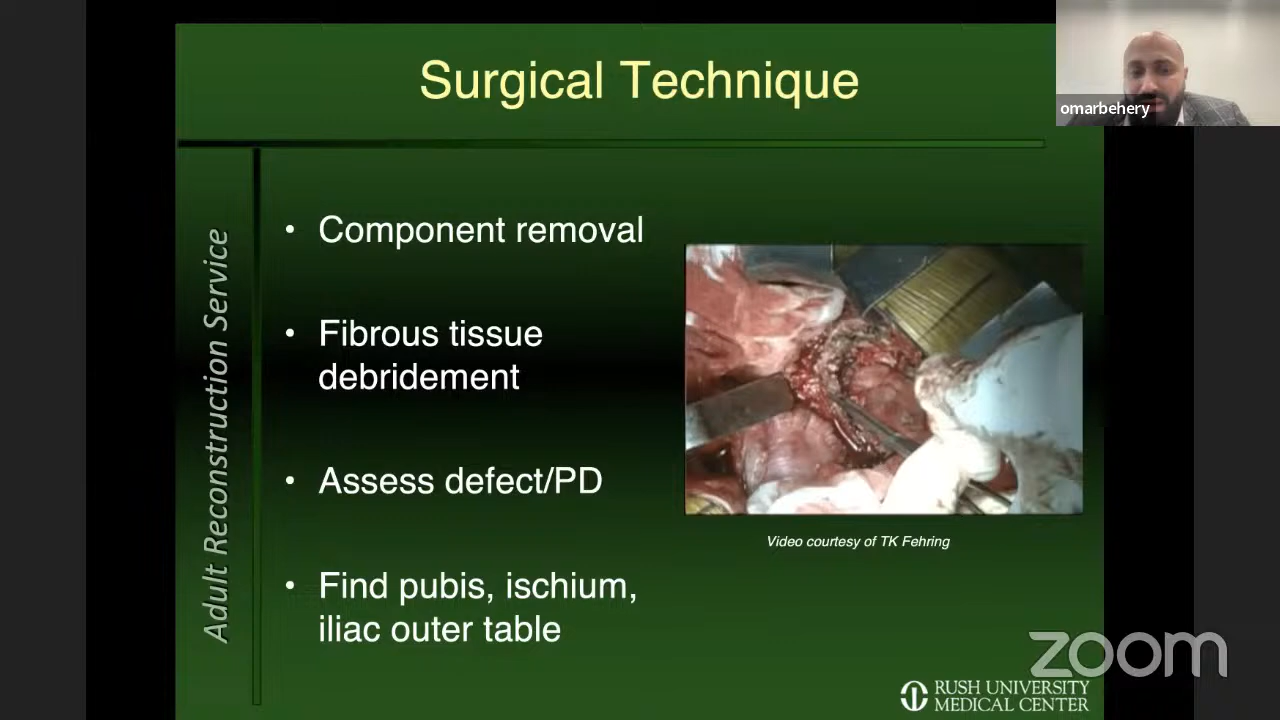 Surgical Technique
omarbehery
Adult Reconstruction Service
• Component removal
• Fibrous tissue
debridement
• Assess defect/PD
• Find pubis, ischium,
iliac outer table
Video courtesy of TK Fehring
zoom
RUSH UNIVERSITY
MEDICAL CENTER